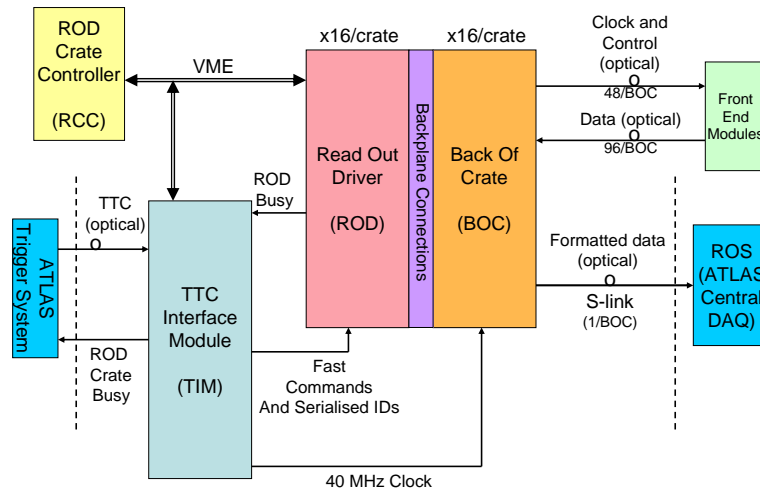 ROD
Crate
Controller
(RCC)
VME
x16/crate
x16/crate
Read Out
Driver
(ROD)
Backplane Connections
Back Of
Crate
(BOC)
Clock and
Control
(optical)
48/BOC
Data (optical)
96/BOC
Front
End
Modules
ROD
Busy
TTC
(optical)
ATLAS
Trigger System
ROD
Crate
Busy
TTC
Interface
Module
(TIM)
Fast
Commands
And Serialised IDs
40 MHz Clock
Formatted data
(optical)
S-link
(1/BOC)
ROS
(ATLAS
Central
DAQ)